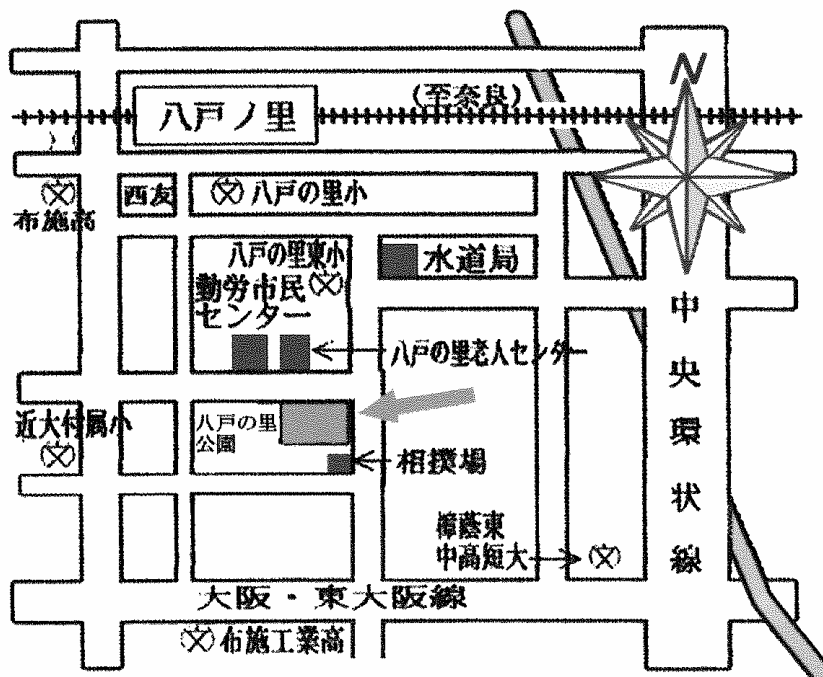 N
(至奈良)
八戸ノ里
西友
八戸の里小
布施高
八戸の里東小
水道局
勤労市民
センター
中央環状線
八戸の里老人センター
近大付属小
八戸の里
公園
相撲場
樟蔭東
中高短大
大阪・東大阪線
布施工業高